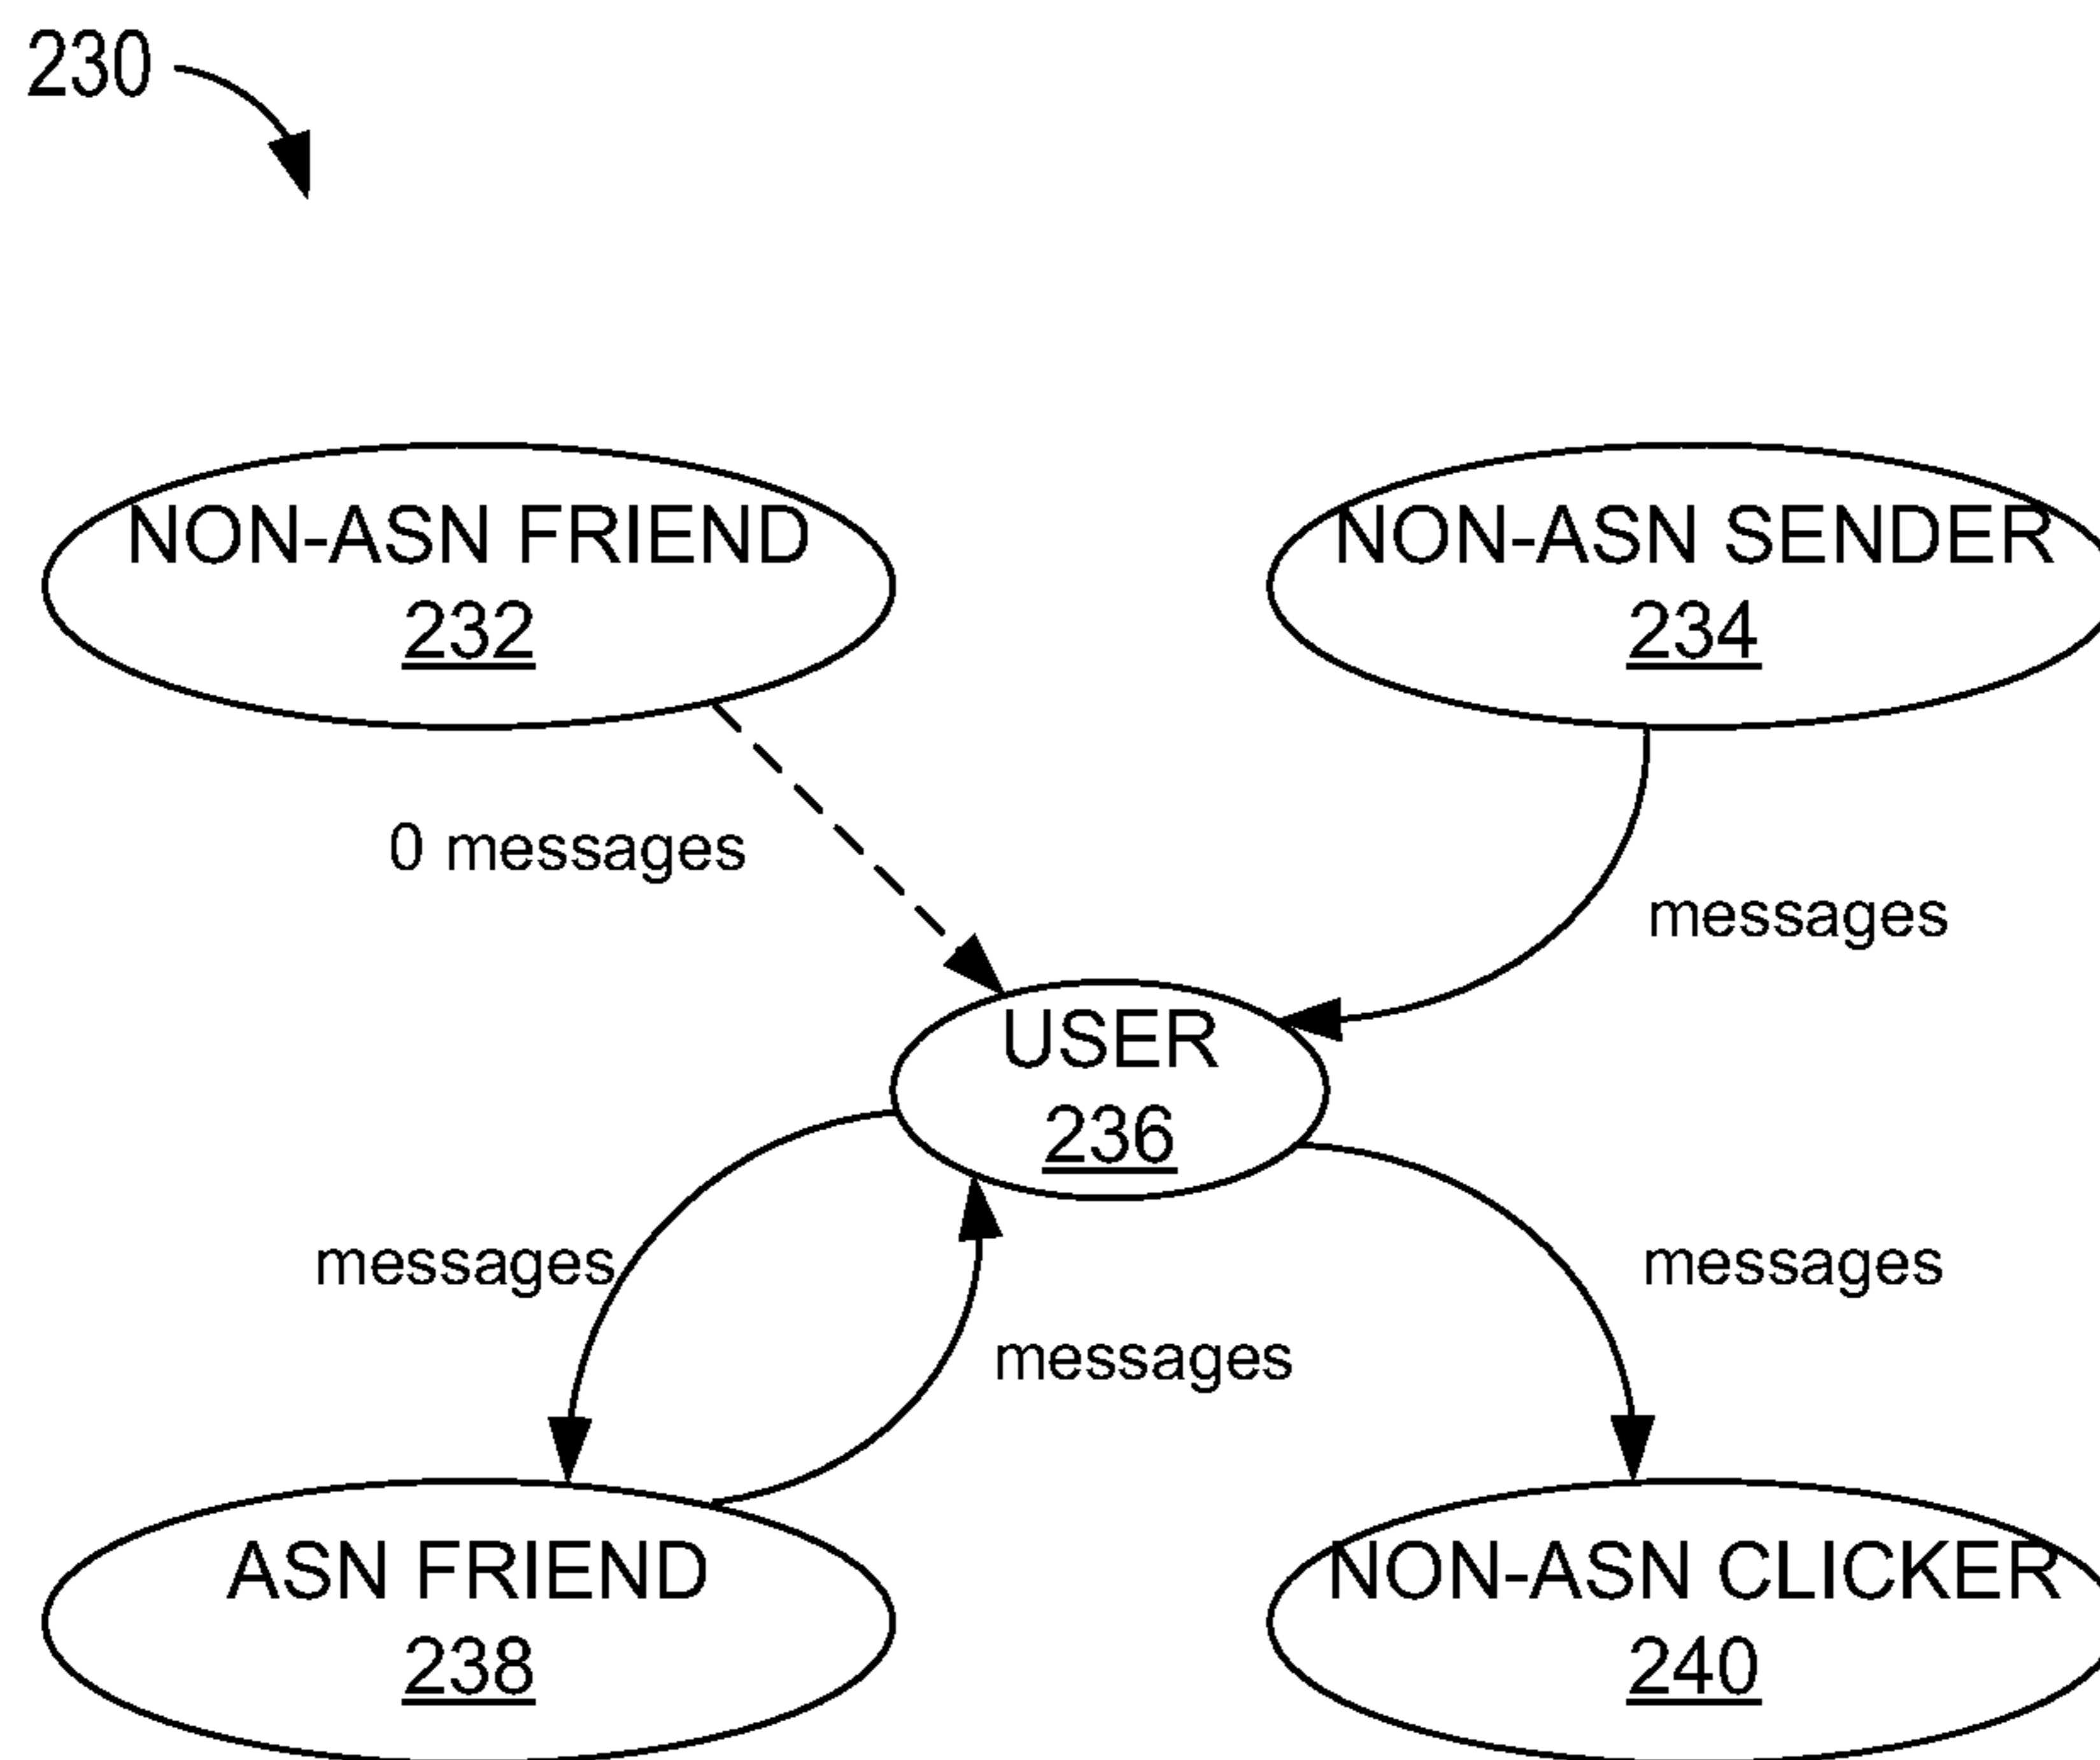 230
NON-ASN FRIEND
232
NON-ASN SENDER
234
0 messages
messages
USER
236
messages
messages
messages
ASN FRIEND
238
NON-ASN CLICKER
240